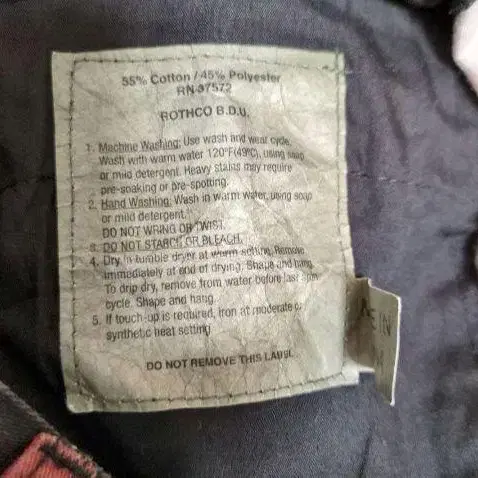 55% Cotton / 45% Polyester
RN 37572
ROTHCO B.D.U.
1. Machine Washing: Use wash and wear cycle.
Wash with warm water 120°F(49°C), using soap
or mild detergent. Heavy stains may require
pre-soaking or pre-spotting.
2. Hand Washing: Wash in warm water, using soap
or mild detergent.
DO NOT WRING OR TWIST.
3. DO NOT STARCH OR BLEACH.
4. Dry in tumble dryer at warm setting. Remove
immediately at end of drying. Shape and hang.
To drip dry, remove from water before last spin
cycle. Shape and hang.
5. If touch-up is required, iron at moderate or
synthetic heat setting
DO NOT REMOVE THIS LABEL
E IN